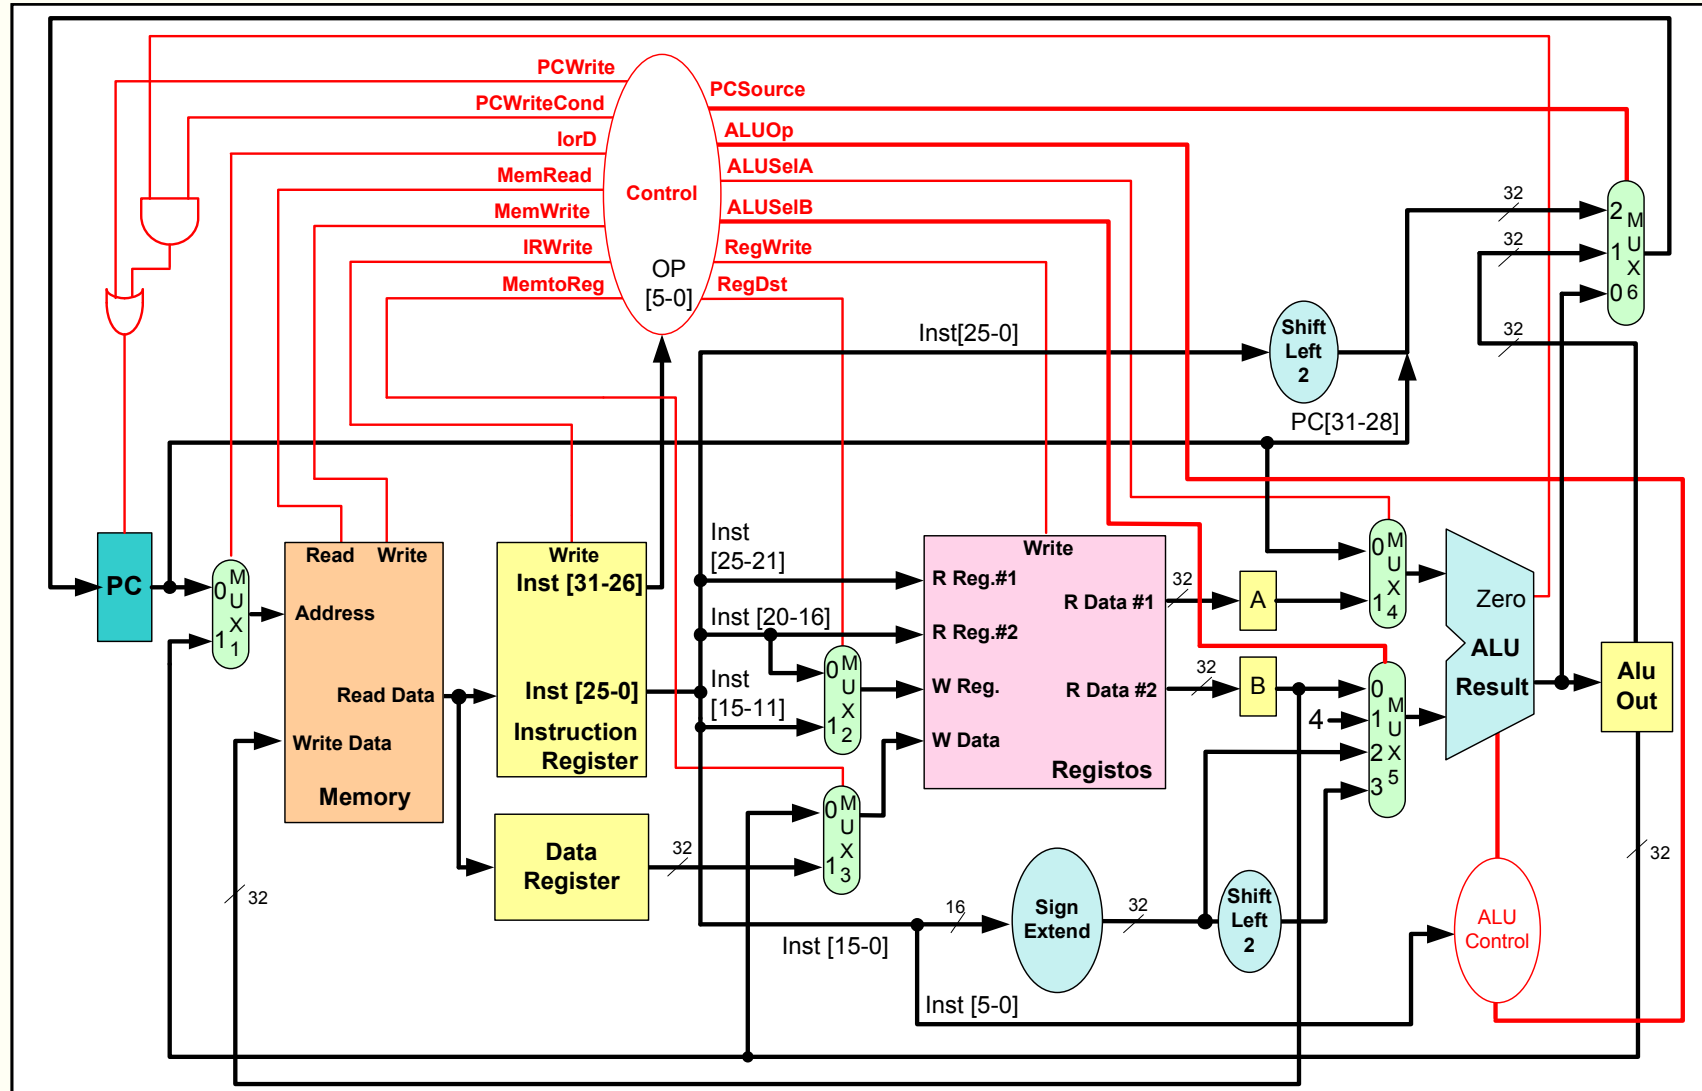 PCWrite
PCWriteCond
IorD
MemRead
MemWrite
IRWrite
MemtoReg
Control
OP
[5-0]
PCSource
ALUOp
ALUSelA
ALUSelB
RegWrite
RegDst
32
32
32
2
1
0
M
U
X
6
Inst[25-0]
Shift
Left
2
PC[31-28]
PC
0
1
M
U
X
1
Read Write
Address
Read Data
Write Data
Memory
32
Write
Inst [31-26]
Inst [25-0]
Instruction
Register
Data
Register
32
Inst
[25-21]
Inst [20-16]
Inst
[15-11]
0
1
M
U
X
2
0
1
M
U
X
3
Write
R Reg.#1
R Reg.#2
W Reg.
W Data
R Data #1
R Data #2
Registos
32
32
A
B
0
1
M
U
X
4
4
0
1
2
3
M
U
X
5
Zero
ALU
Result
Alu
Out
32
Inst [15-0]
16
Sign
Extend
32
Shift
Left
2
Inst [5-0]
ALU
Control